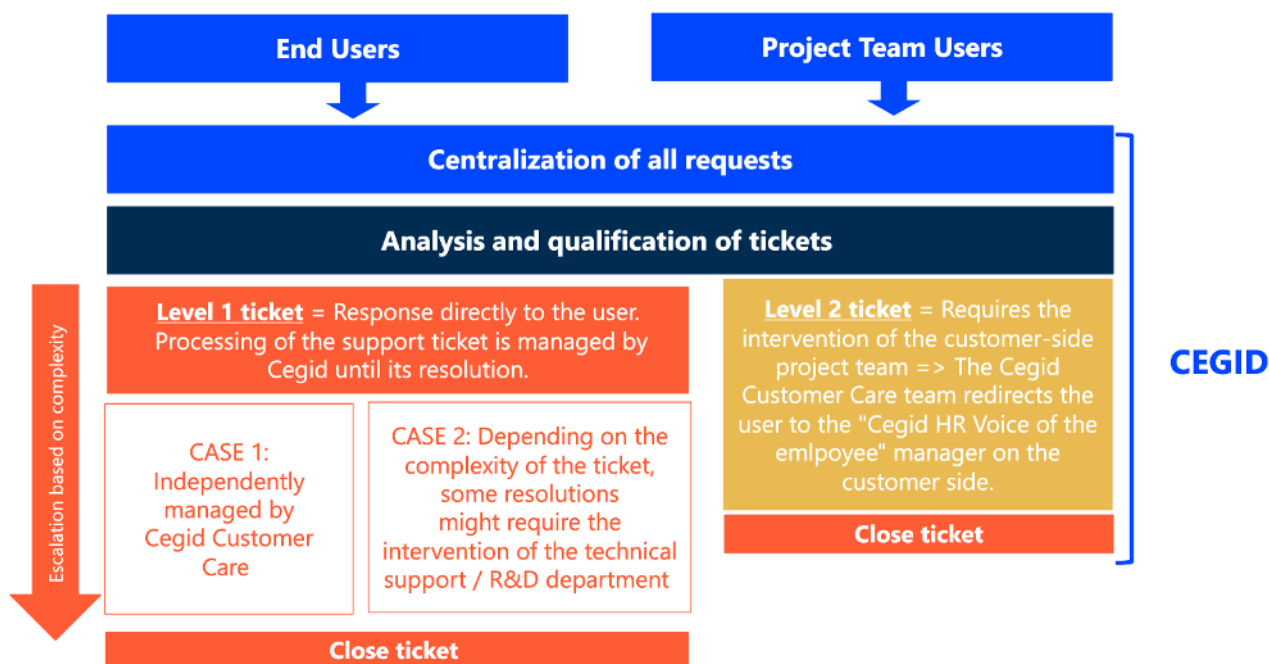 End Users
Project Team Users
Centralization of all requests
Analysis and qualification of tickets
Escalation based on complexity
Level 1 ticket = Response directly to the user.
Processing of the support ticket is managed by
Cegid until its resolution.
CASE 1:
Independently
managed by
Cegid Customer
Care
CASE 2: Depending on the
complexity of the ticket,
some resolutions
might require the
intervention of the technical
support / R&D department
Close ticket
Level 2 ticket = Requires the
intervention of the customer-side
project team => The Cegid
Customer Care team redirects the
user to the "Cegid HR Voice of the
emlpoyee" manager on the
customer side.
Close ticket
CEGID